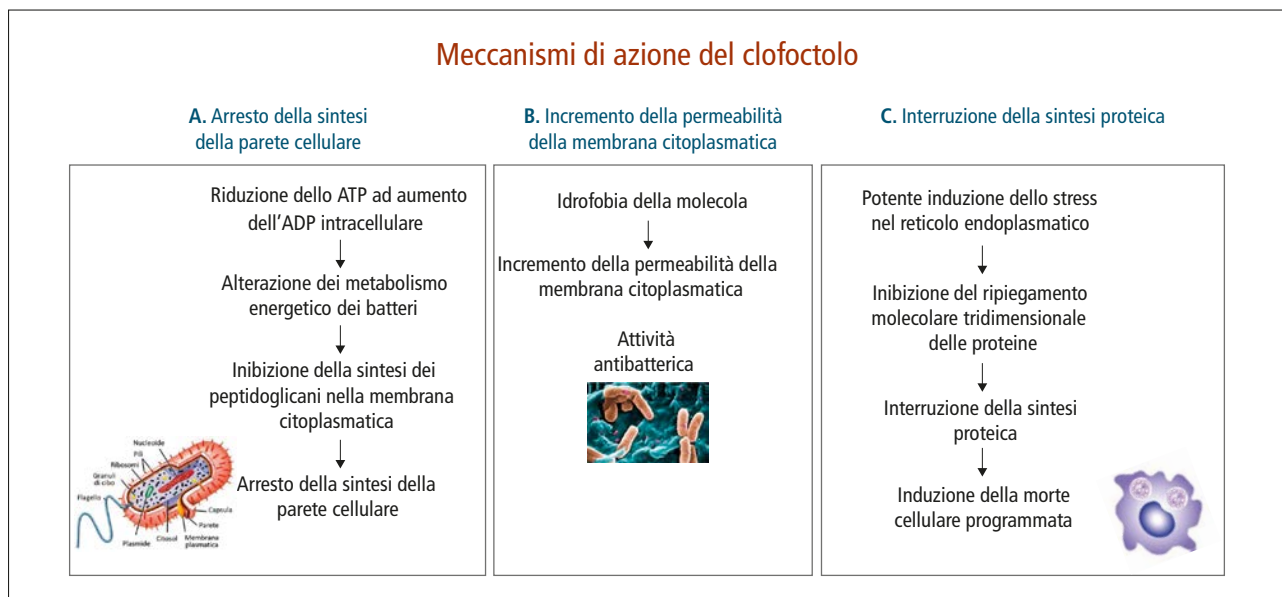 Meccanismi di azione del clofoctolo
A. Arresto della sintesi
della parete cellulare
Riduzione dello ATP ad aumento
dell'ADP intracellulare
Alterazione dei metabolismo
energetico dei batteri
Inibizione della sintesi dei
peptidoglicani nella membrana
citoplasmatica
Arresto della sintesi della
parete cellulare
Nucleoide
Pili
Ribosomi
Granuli
di cibo
Flagello
Plasmide
Citosol
Membrana
plasmatica
Parete
Capsula
B. Incremento della permeabilità
della membrana citoplasmatica
Idrofobia della molecola
Incremento della permeabilità della
membrana citoplasmatica
Attività
antibatterica
C. Interruzione della sintesi proteica
Potente induzione dello stress
nel reticolo endoplasmatico
Inibizione del ripiegamento
molecolare tridimensionale
delle proteine
Interruzione della sintesi
proteica
Induzione della morte
cellulare programmata